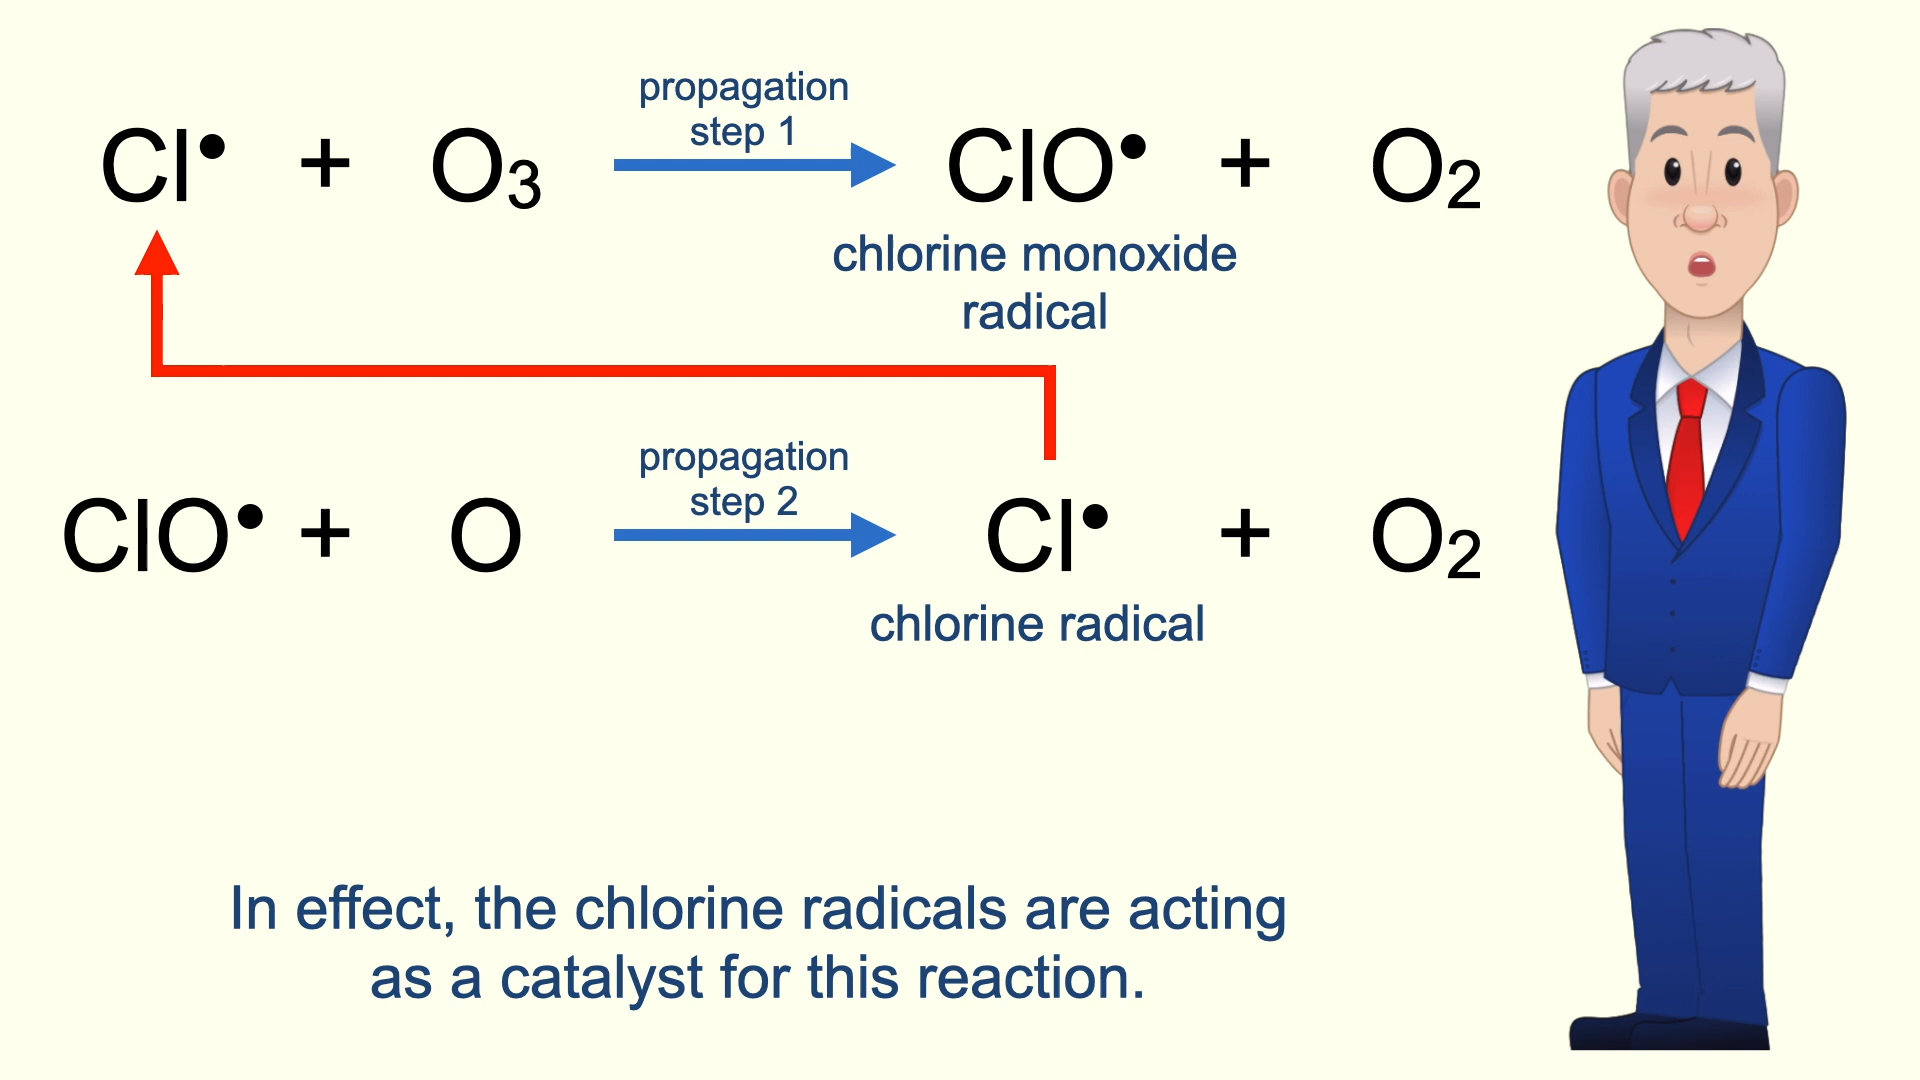 propagation
step 1
Cl• + O₃ ClO• + O₂
chlorine monoxide
radical
propagation
step 2
ClO• + O Cl• + O₂
chlorine radical
In effect, the chlorine radicals are acting
as a catalyst for this reaction.